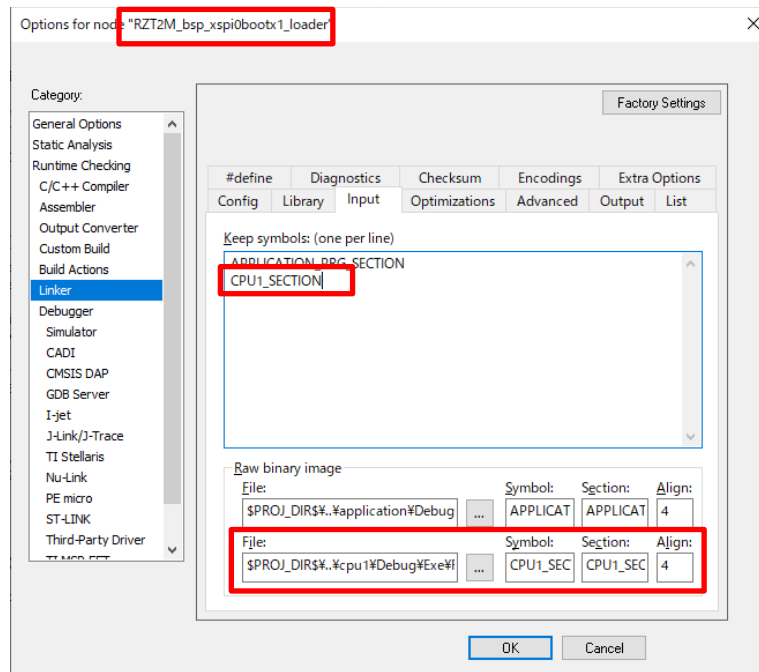 Options for node "RZT2M_bsp_xspi0bootx1_loader"
Category:
Factory Settings
General Options
Static Analysis
Runtime Checking
C/C++ Compiler
Assembler
Output Converter
Custom Build
Build Actions
Linker
Debugger
Simulator
CADI
CMSIS DAP
GDB Server
I-jet
J-Link/J-Trace
TI Stellaris
Nu-Link
PE micro
ST-LINK
Third-Party Driver
TI MSP-FET
#define Diagnostics Checksum Encodings Extra Options
Config Library Input Optimizations Advanced Output List
Keep symbols: (one per line)
APPLICATION_PRG_SECTION
CPU1_SECTION
Raw binary image
File: Symbol: Section: Align:
$PROJ_DIR$¥..¥application¥Debug ... APPLICAT APPLICAT 4
File: Symbol: Section: Align:
$PROJ_DIR$¥..¥cpu1¥Debug¥Exe¥F ... CPU1_SEC CPU1_SEC 4
OK Cancel